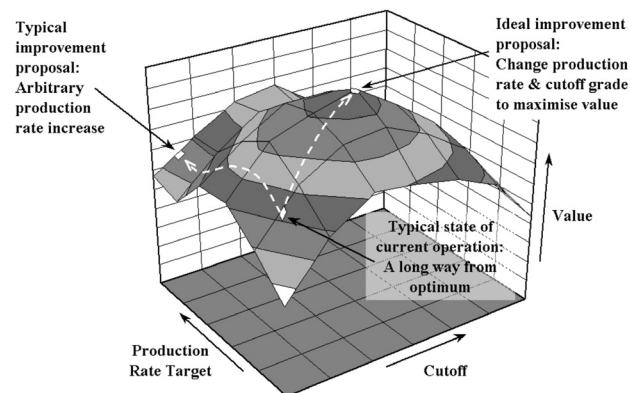 Typical
improvement
proposal:
Arbitrary
production
rate increase
Ideal improvement
proposal:
Change production
rate & cutoff grade
to maximise value
Value
Typical state of
current operation:
A long way from
optimum
Production
Rate Target
Cutoff